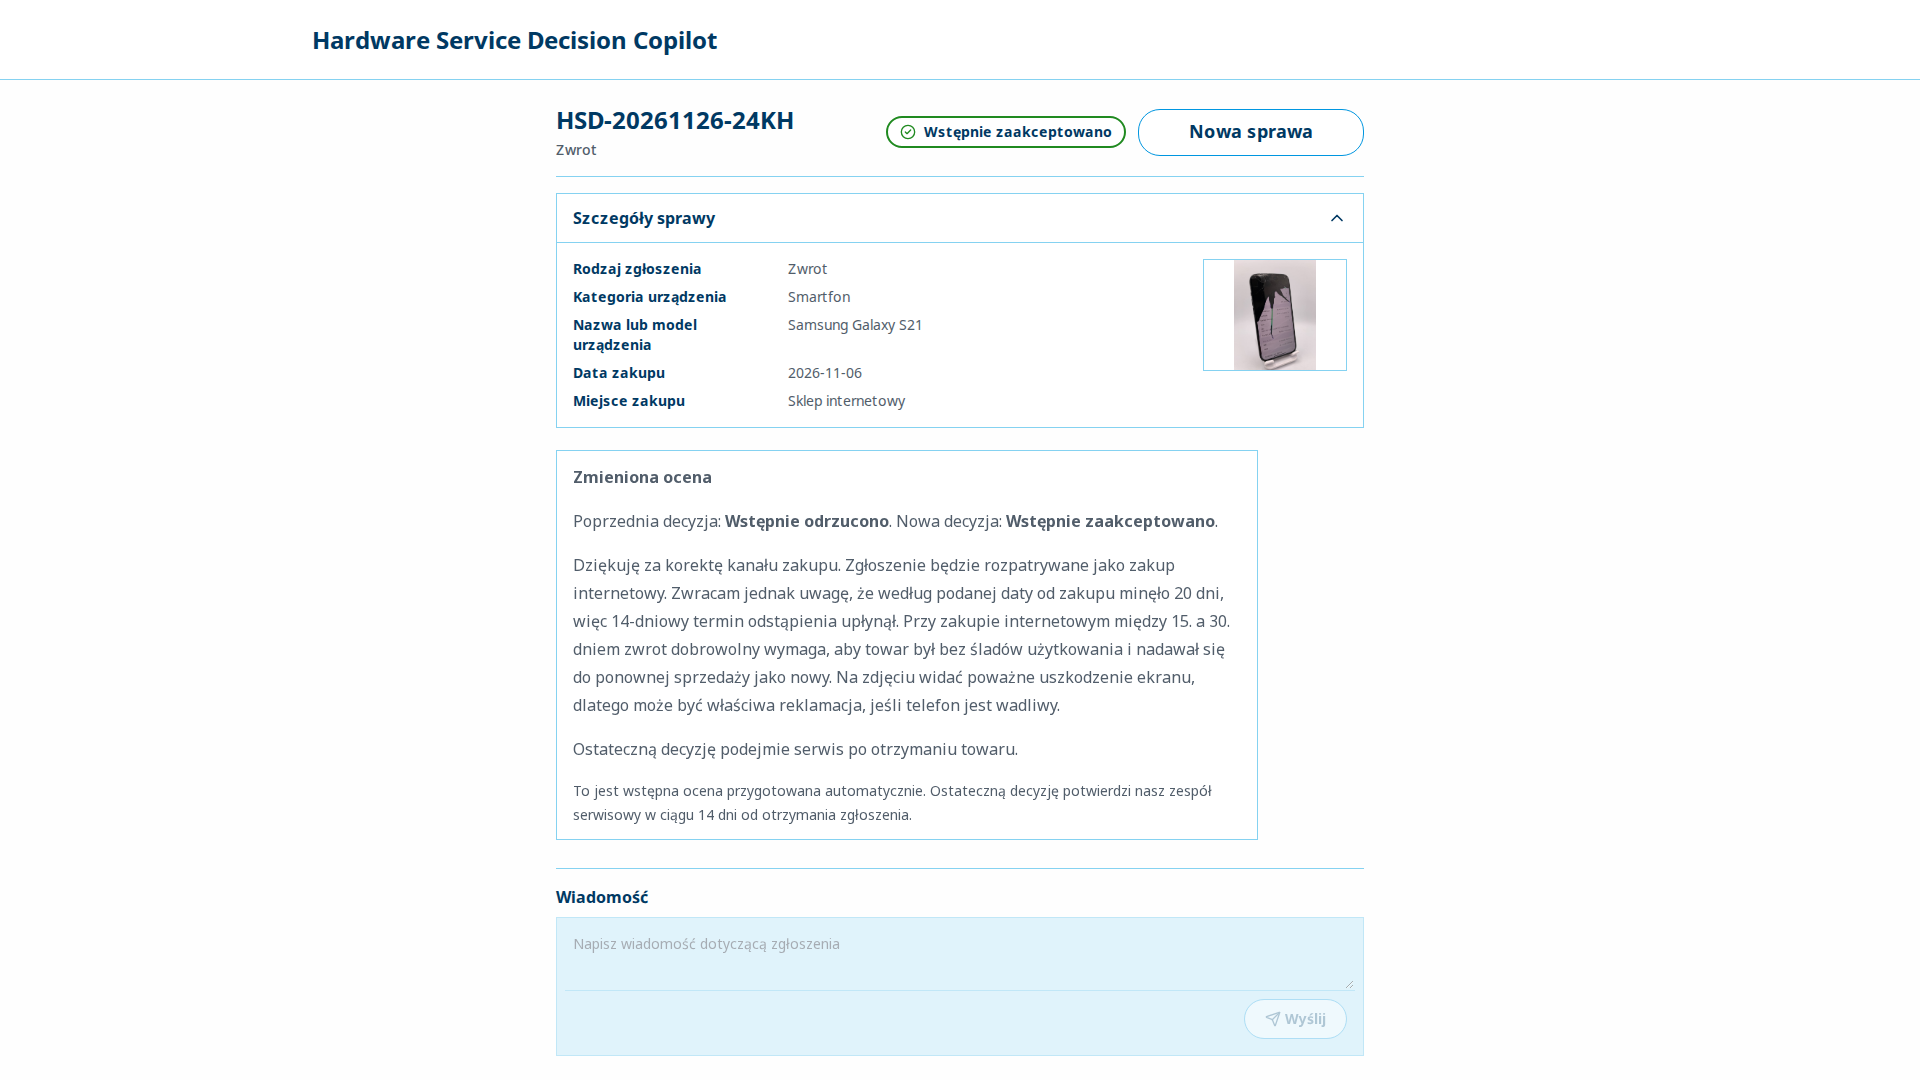 Hardware Service Decision Copilot
HSD-20261126-24KH
Zwrot
Wstępnie zaakceptowano
Nowa sprawa
Szczegóły sprawy
Rodzaj zgłoszenia
Zwrot
Kategoria urządzenia
Smartfon
Nazwa lub model
urządzenia
Samsung Galaxy S21
Data zakupu
2026-11-06
Miejsce zakupu
Sklep internetowy
Zmieniona ocena
Poprzednia decyzja: Wstępnie odrzucono. Nowa decyzja: Wstępnie zaakceptowano.
Dziękuję za korektę kanału zakupu. Zgłoszenie będzie rozpatrywane jako zakup
internetowy. Zwracam jednak uwagę, że według podanej daty od zakupu minęło 20 dni,
więc 14-dniowy termin odstąpienia upłynął. Przy zakupie internetowym między 15. a 30.
dniem zwrot dobrowolny wymaga, aby towar był bez śladów użytkowania i nadawał się
do ponownej sprzedaży jako nowy. Na zdjęciu widać poważne uszkodzenie ekranu,
dlatego może być właściwa reklamacja, jeśli telefon jest wadliwy.
Ostateczną decyzję podejmie serwis po otrzymaniu towaru.
To jest wstępna ocena przygotowana automatycznie. Ostateczną decyzję potwierdzi nasz zespół
serwisowy w ciągu 14 dni od otrzymania zgłoszenia.
Wiadomość
Napisz wiadomość dotyczącą zgłoszenia
Wyślij